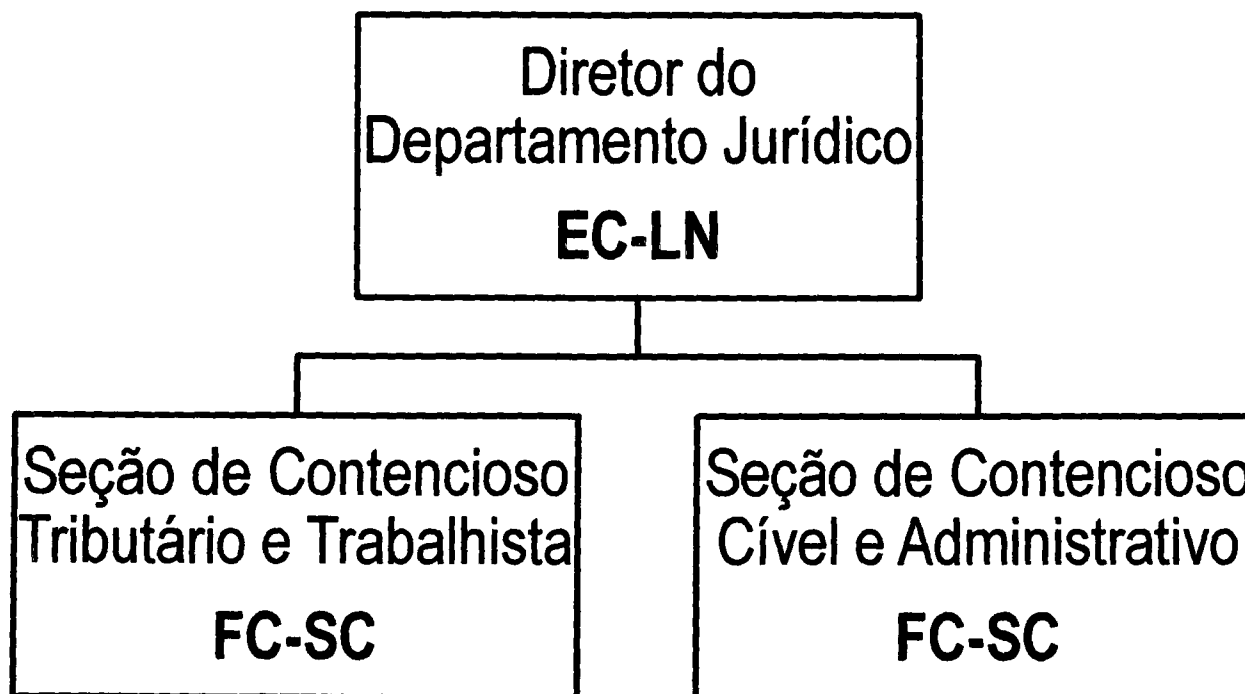 Diretor do
Departamento Jurídico
EC-LN
Seção de Contencioso
Tributário e Trabalhista
FC-SC
Seção de Contencioso
Cível e Administrativo
FC-SC